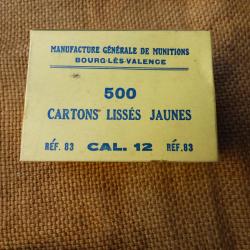 MANUFACTURE GÉNÉRALE DE MUNITIONS
BOURG-LÈS-VALENCE
500
CARTONS LISSÉS JAUNES
RÉF. 83 CAL. 12 RÉF. 83